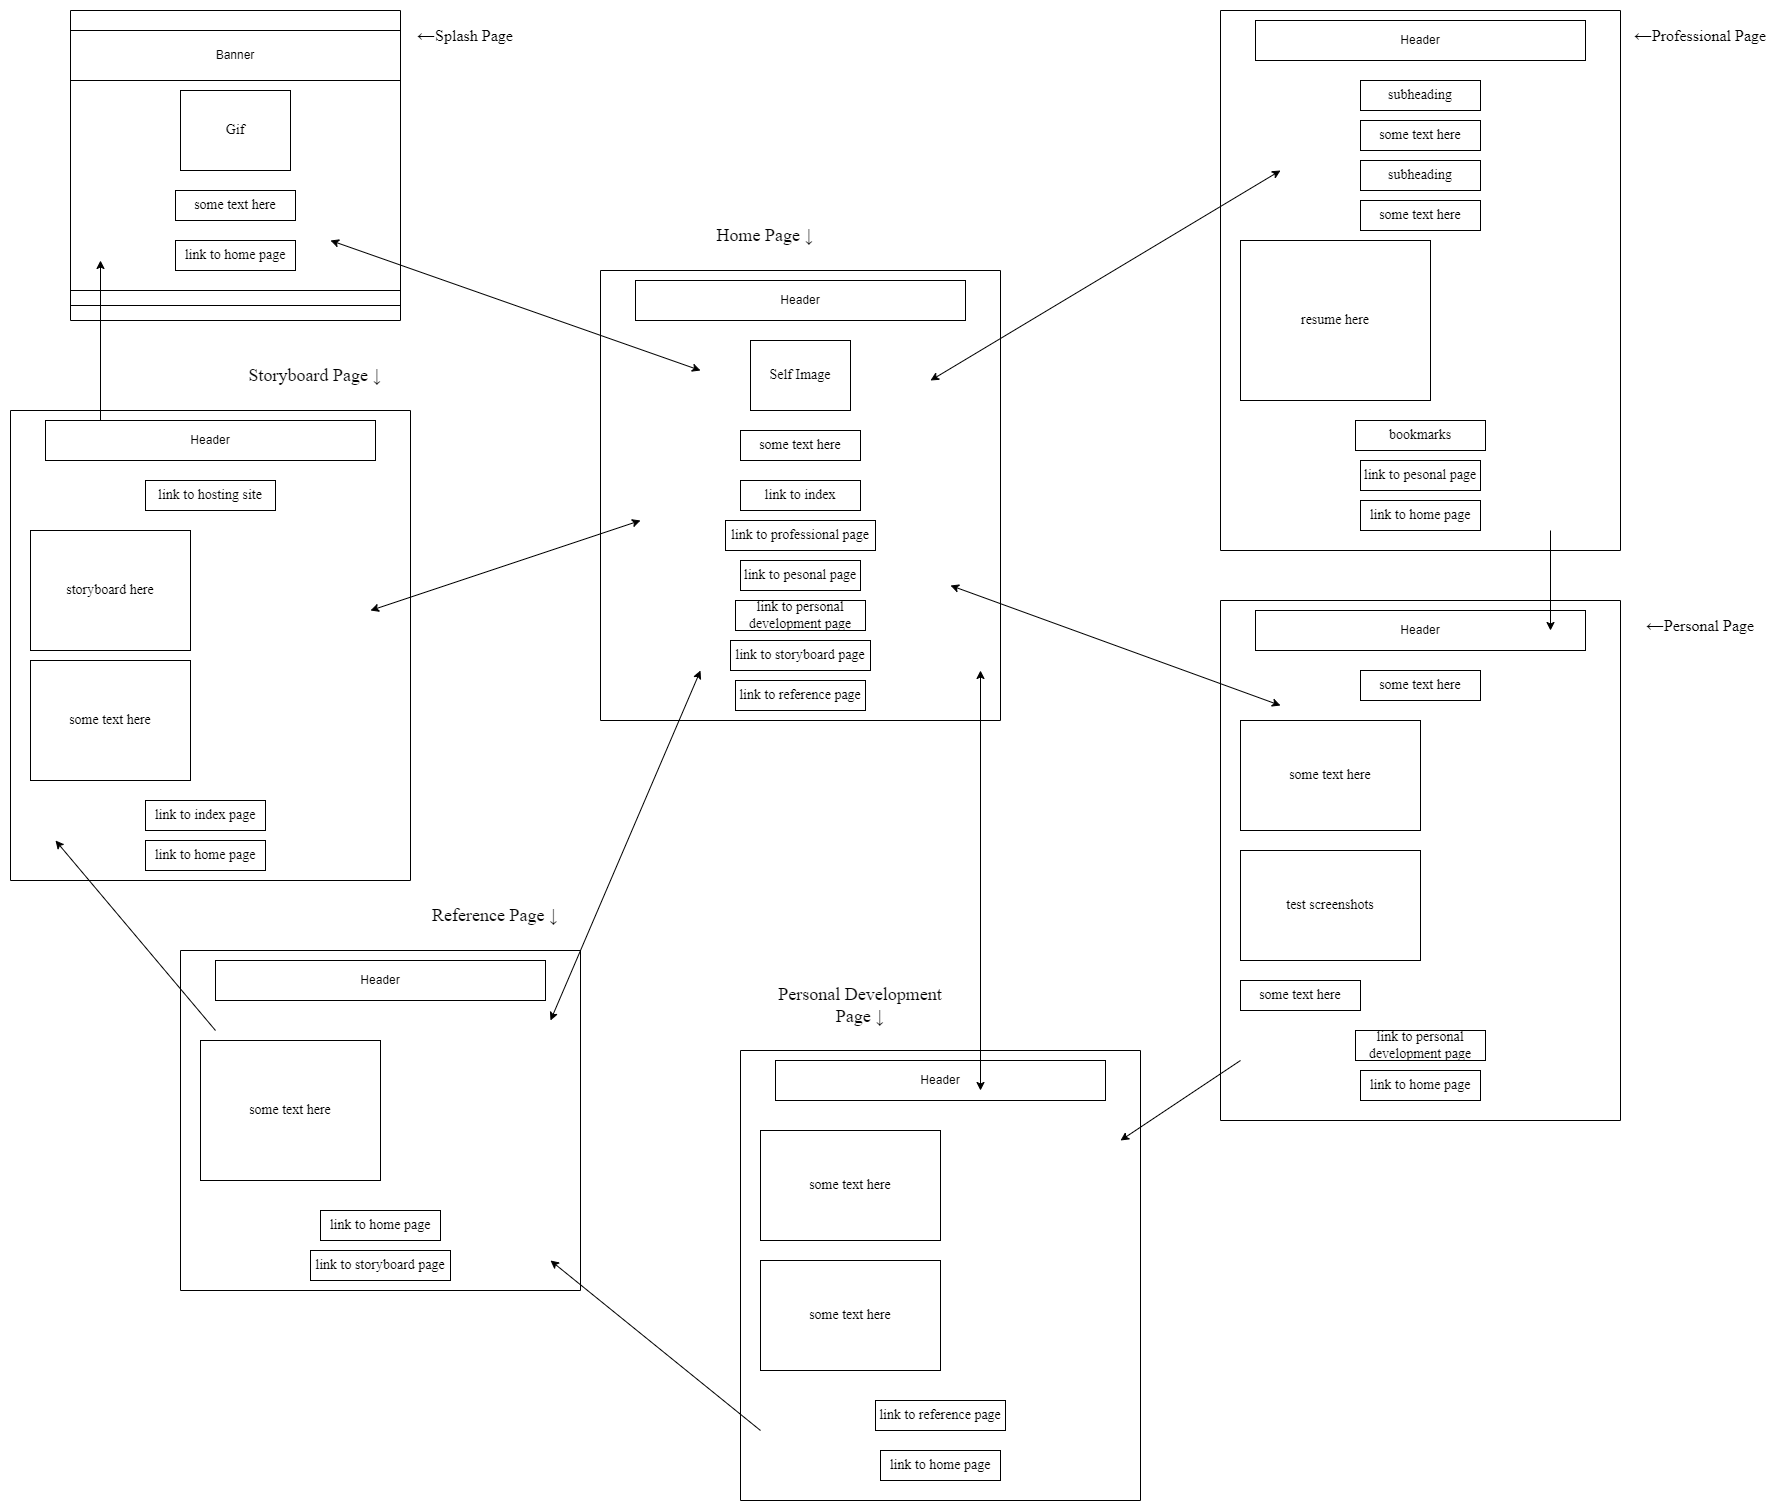 ←Splash Page
Banner
Gif
some text here
link to home page
←Professional Page
Header
subheading
some text here
subheading
some text here
resume here
bookmarks
link to pesonal page
link to home page
Home Page ↓
Header
Self Image
some text here
link to index
link to professional page
link to pesonal page
link to personal
development page
link to storyboard page
link to reference page
Storyboard Page ↓
Header
link to hosting site
storyboard here
some text here
link to index page
link to home page
←Personal Page
Header
some text here
some text here
test screenshots
some text here
link to personal
development page
link to home page
Reference Page ↓
Header
some text here
link to home page
link to storyboard page
Personal Development
Page ↓
Header
some text here
some text here
link to reference page
link to home page